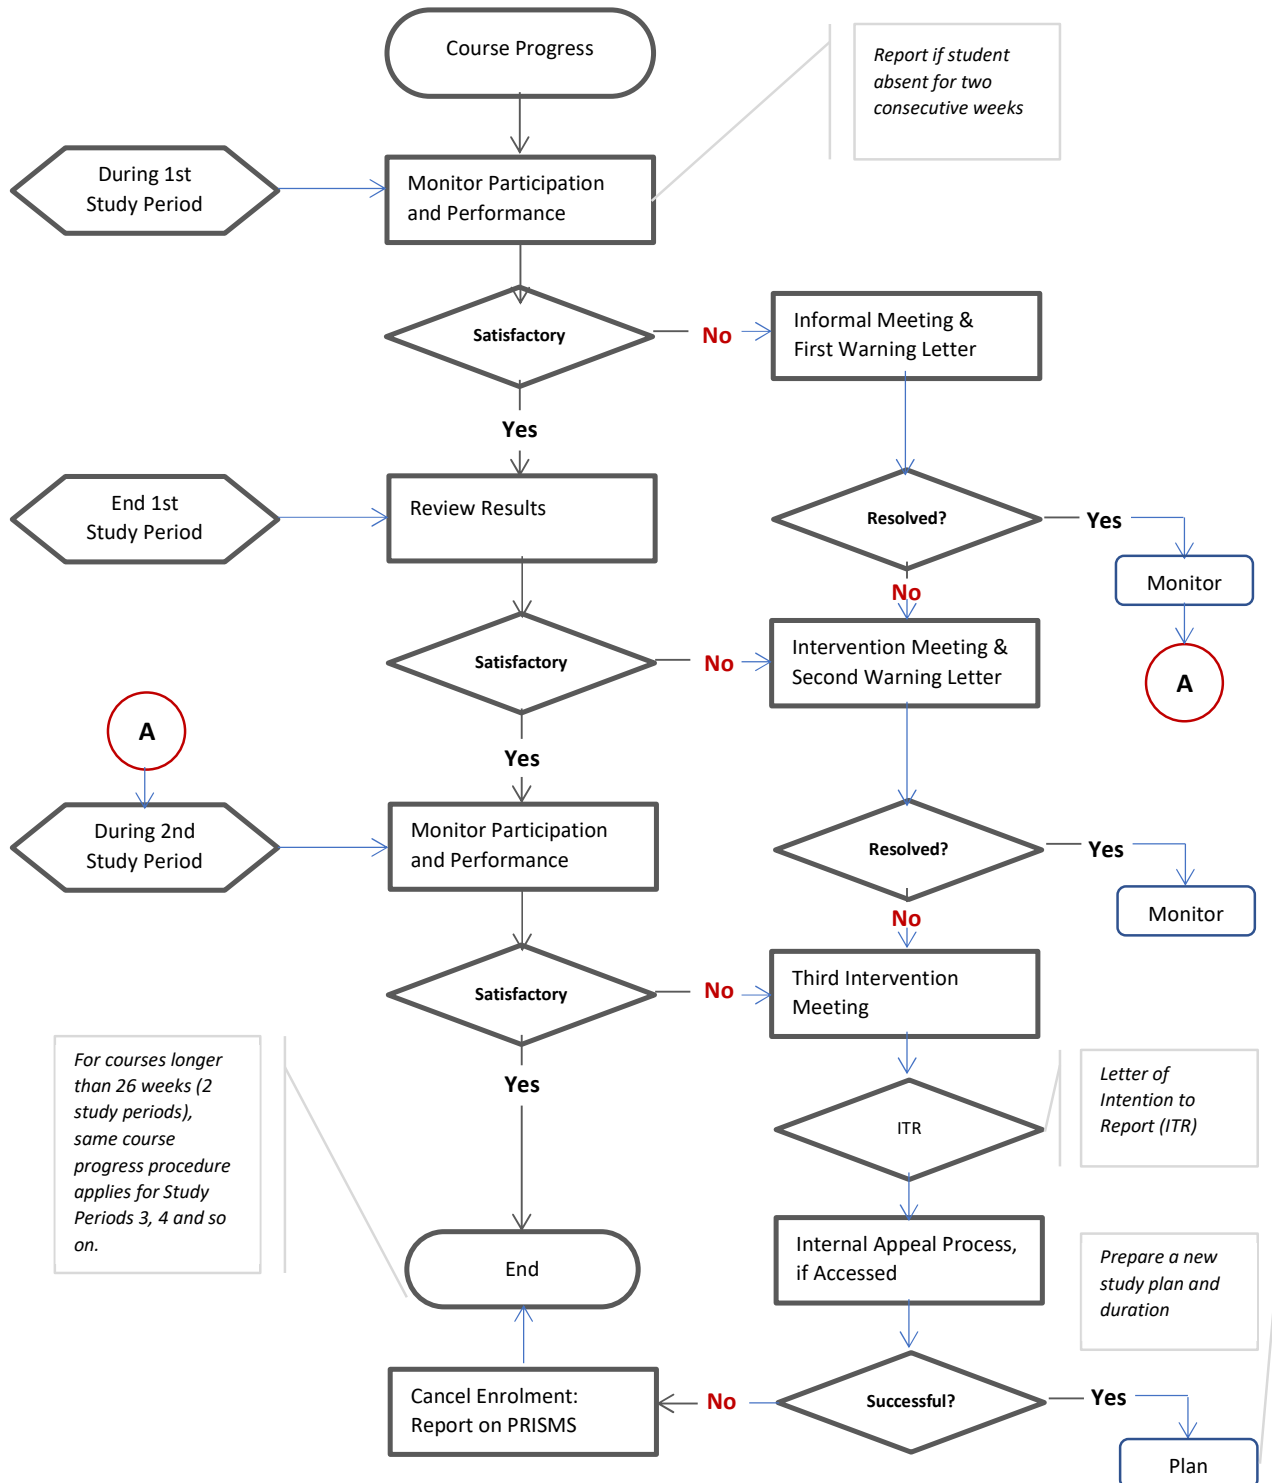 Course Progress
Report if student
absent for two
consecutive weeks
During 1st
Study Period
Monitor Participation
and Performance
Satisfactory
No
Informal Meeting &
First Warning Letter
Yes
End 1st
Study Period
Review Results
Resolved?
Yes
Monitor
No
Satisfactory
No
Intervention Meeting &
Second Warning Letter
A
A
Yes
During 2nd
Study Period
Monitor Participation
and Performance
Resolved?
Yes
Monitor
No
Satisfactory
No
Third Intervention
Meeting
For courses longer
than 26 weeks (2
study periods),
same course
progress procedure
applies for Study
Periods 3, 4 and so
on.
Yes
ITR
Letter of
Intention to
Report (ITR)
End
Internal Appeal Process,
if Accessed
Prepare a new
study plan and
duration
Cancel Enrolment:
Report on PRISMS
No
Successful?
Yes
Plan